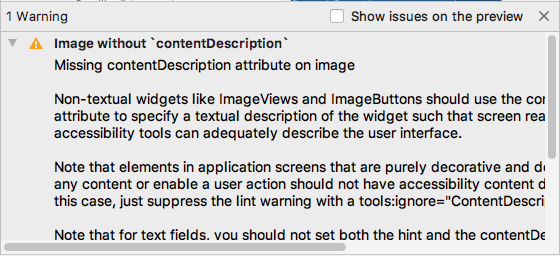 1 Warning
Show issues on the preview
Image without `contentDescription`
Missing contentDescription attribute on image
Non-textual widgets like ImageViews and ImageButtons should use the
attribute to specify a textual description of the widget such that screen
accessibility tools can adequately describe the user interface.
Note that elements in application screens that are purely decorative and
any content or enable a user action should not have accessibility content
this case, just suppress the lint warning with a tools:ignore="ContentDescri
Note that for text fields, you should not set both the hint and the contentDe